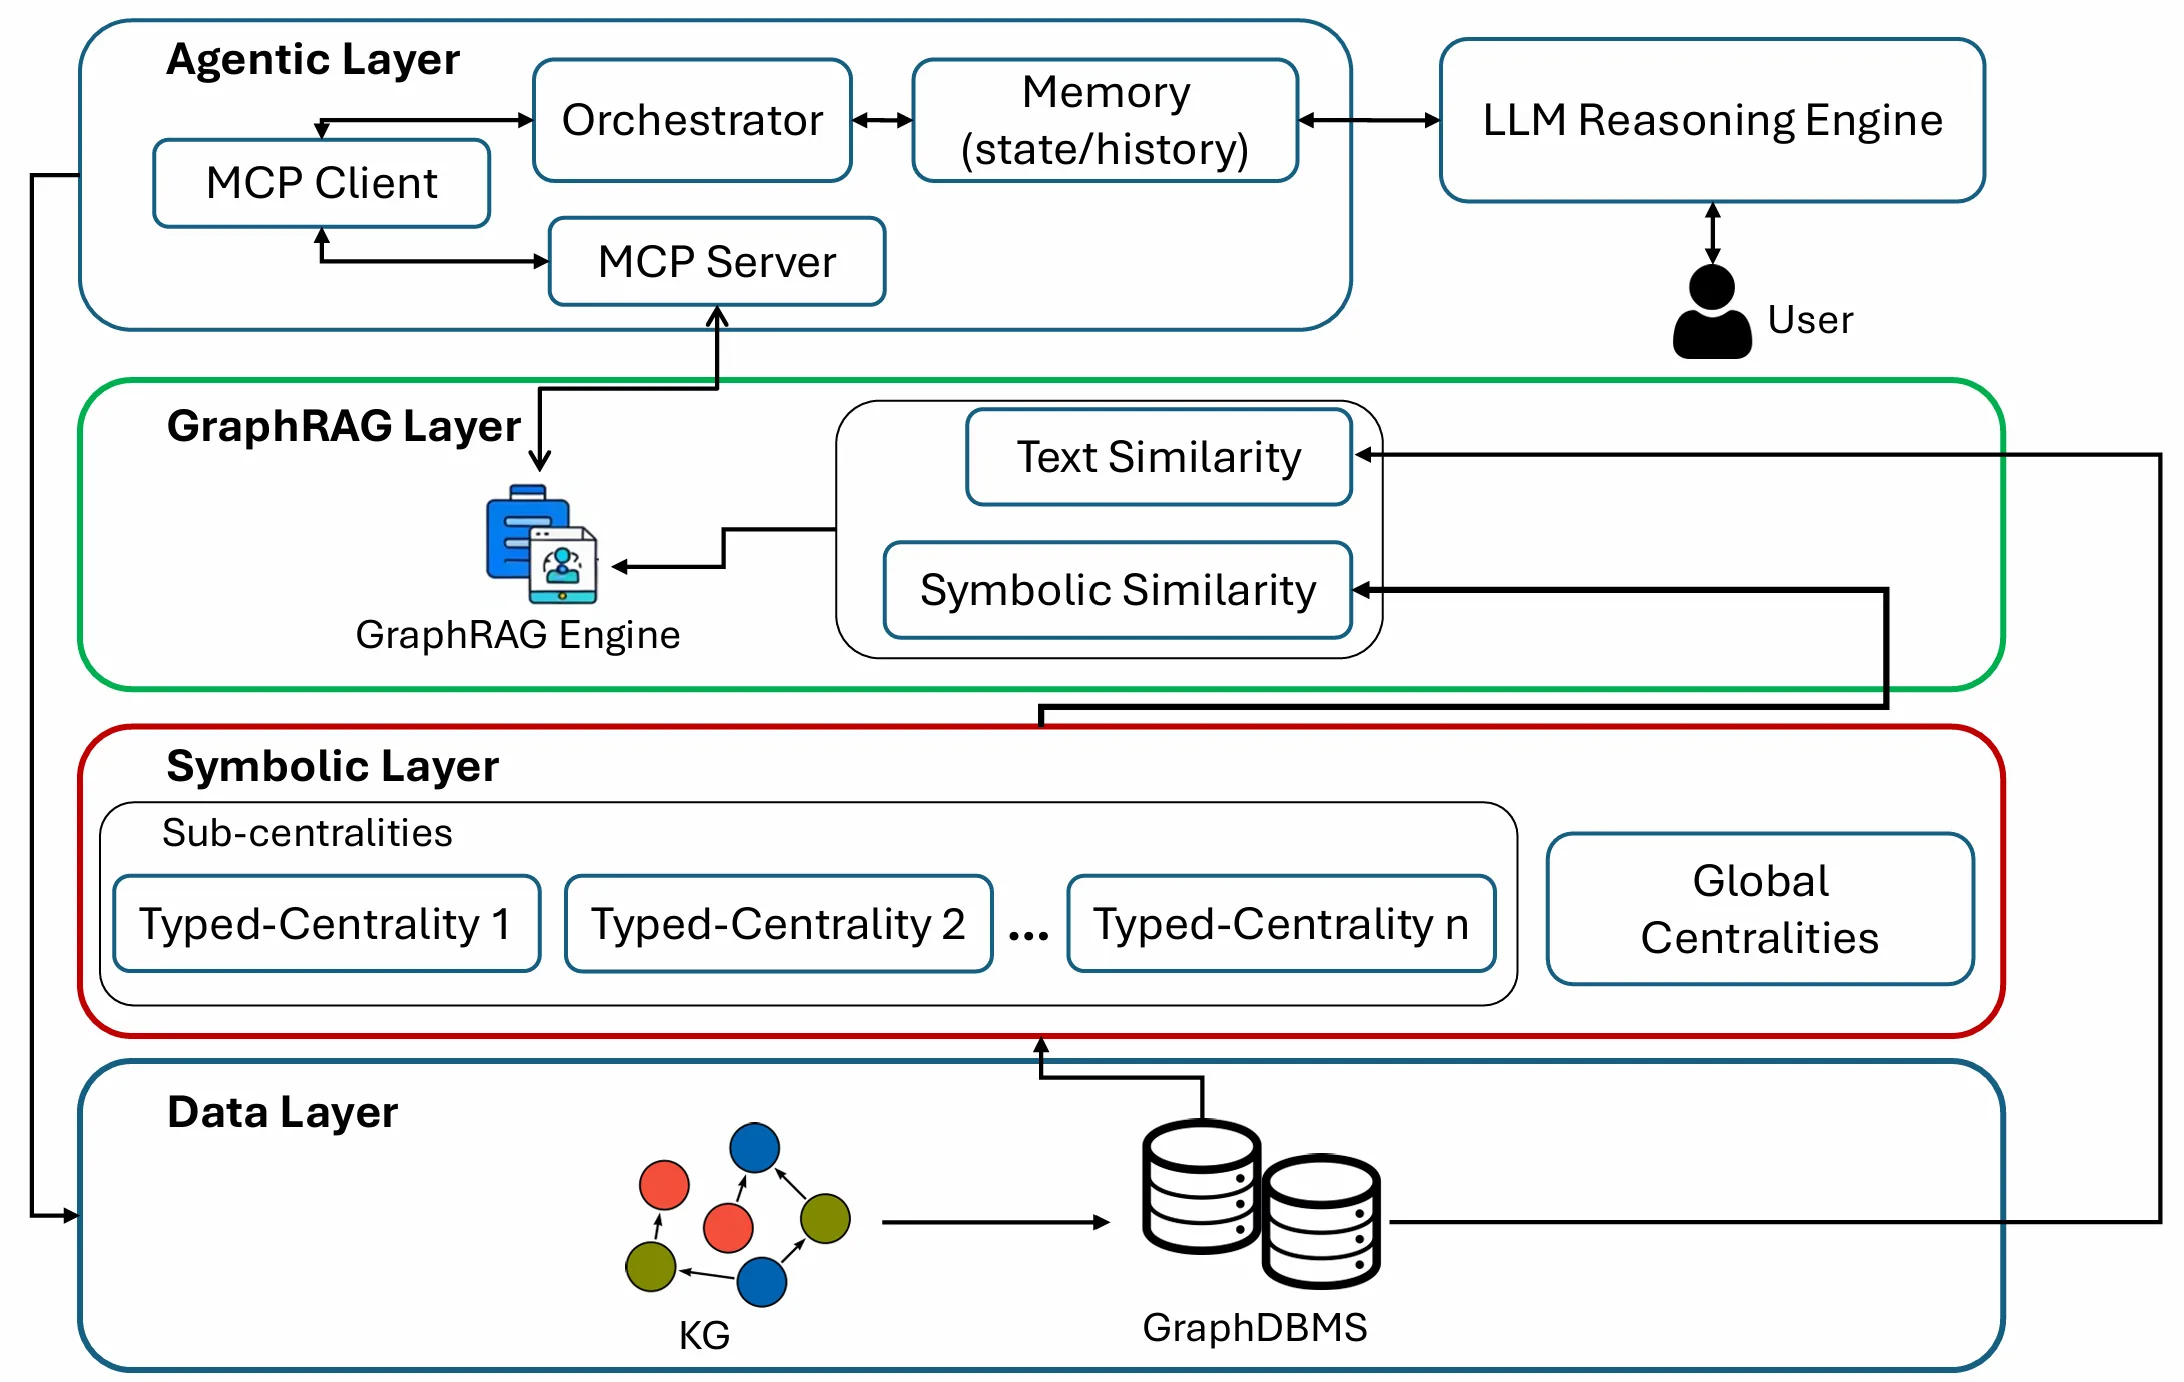 Agentic Layer
Orchestrator
Memory
(state/history)
LLM Reasoning Engine
MCP Client
MCP Server
User
GraphRAG Layer
Text Similarity
Symbolic Similarity
GraphRAG Engine
Symbolic Layer
Sub-centralities
Typed-Centrality 1
Typed-Centrality 2
...
Typed-Centrality n
Global
Centralities
Data Layer
KG
GraphDBMS